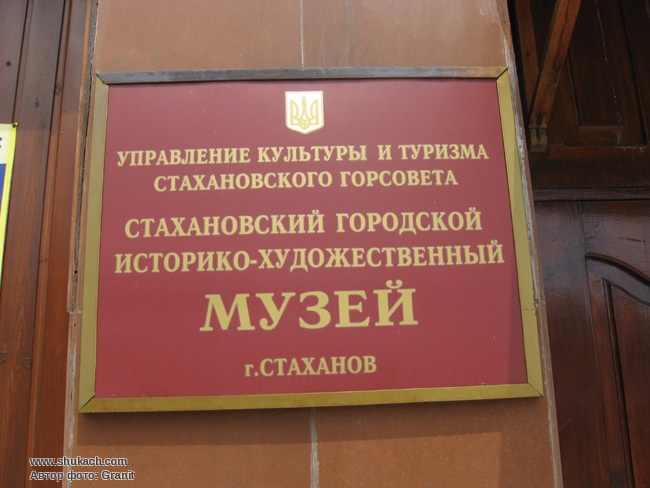 УПРАВЛЕНИЕ КУЛЬТУРЫ И ТУРИЗМА
СТАХАНОВСКОГО ГОРСОВЕТА
СТАХАНОВСКИЙ ГОРОДСКОЙ
ИСТОРИКО-ХУДОЖЕСТВЕННЫЙ
МУЗЕЙ
г.СТАХАНОВ
www.shukach.com
Автор фото: Granit